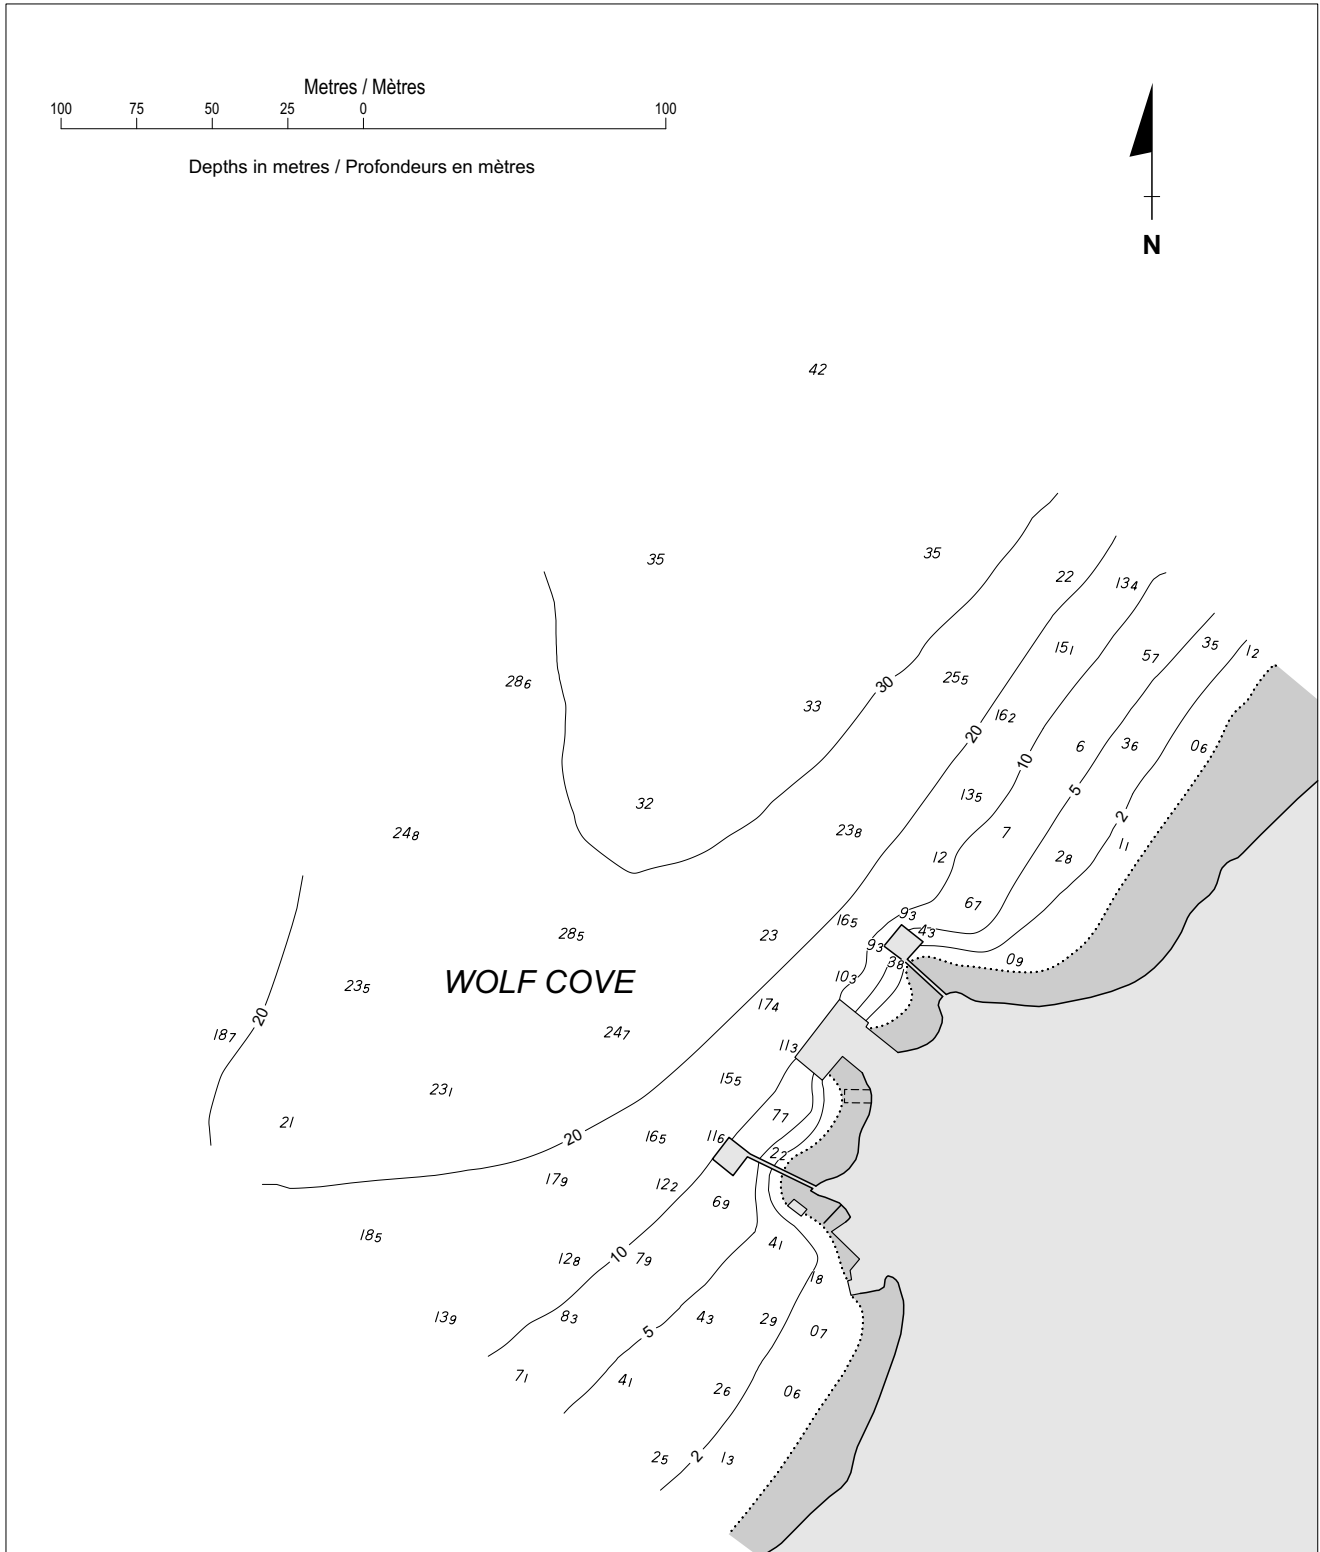 Metres / Mètres
100 75 50 25 0 100
Depths in metres / Profondeurs en mètres
N
42
35 35
22 13₄
3₅ 1₂
15₁ 5₇
28₆ 25₅
30
33 16₂
20 6 3₆ 0₆
10
32 13₅ 5
2
24₈ 23₈ 7 1₁
12 2₈
6₇
16₅ 9₃
28₅ 23 4₃
9₃
3₈ 0₉
WOLF COVE 10₃
23₅
17₄
20
18₇ 24₇
11₃
15₅
23₁
7₇
21
20 16₅ 11₆
2₂
17₉ 12₂
6₉
18₅ 4₁
10
12₈ 7₉
1₈
13₉ 8₃ 4₃ 2₉
5 0₇
7₁ 4₁
2₆ 0₆
2₅ 2 1₃